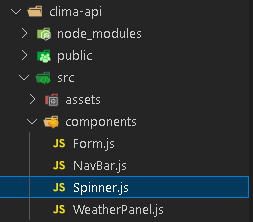 clima-api
node_modules
public
src
assets
components
JS Form.js
JS NavBar.js
JS Spinner.js
JS WeatherPanel.js